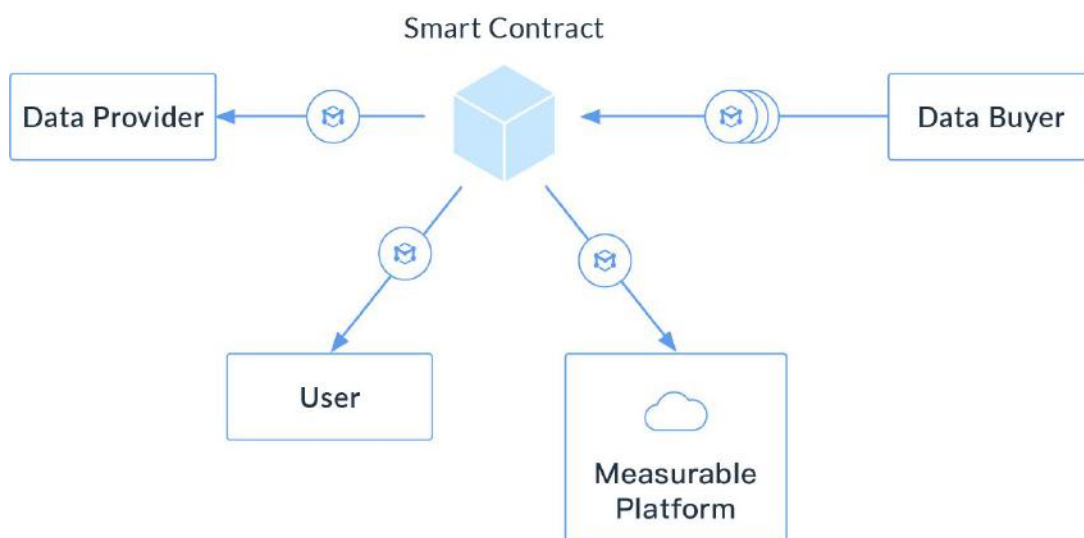 Smart Contract
Data Provider
Data Buyer
User
Measurable
Platform